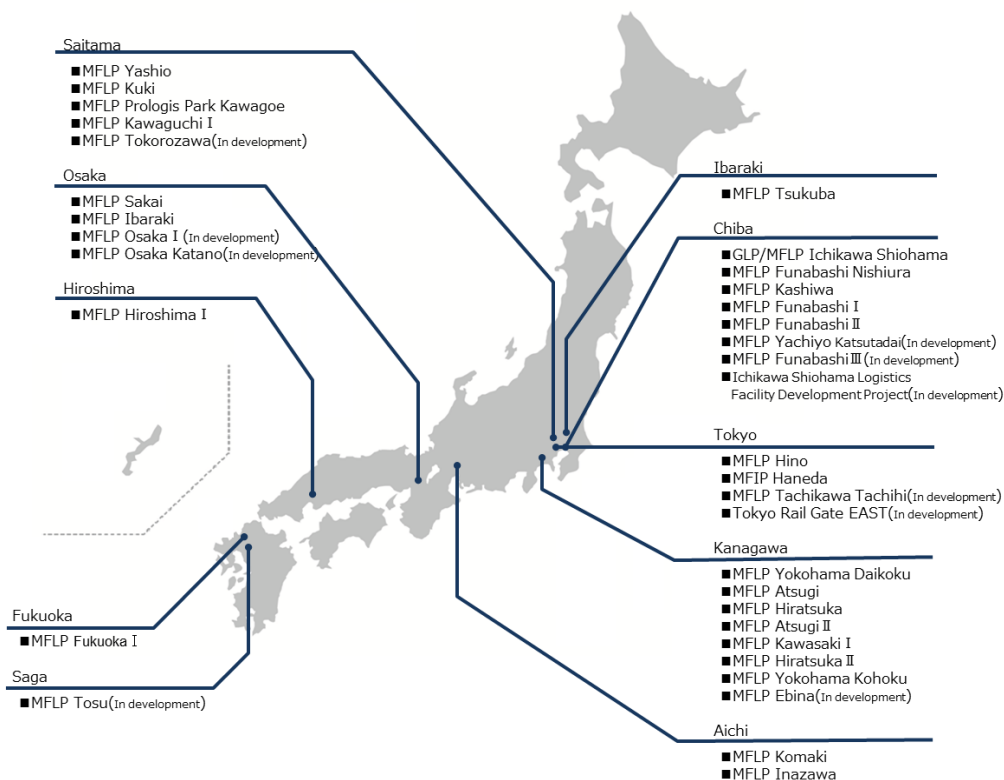 Saitama
■MFLP Yashio
■MFLP Kuki
■MFLP Prologis Park Kawagoe
■MFLP Kawaguchi Ⅰ
■MFLP Tokorozawa(In development)
Osaka
■MFLP Sakai
■MFLP Ibaraki
■MFLP Osaka Ⅰ (In development)
■MFLP Osaka Katano(In development)
Hiroshima
■MFLP Hiroshima Ⅰ
Fukuoka
■MFLP Fukuoka Ⅰ
Saga
■MFLP Tosu(In development)
Ibaraki
■MFLP Tsukuba
Chiba
■GLP/MFLP Ichikawa Shiohama
■MFLP Funabashi Nishiura
■MFLP Kashiwa
■MFLP Funabashi Ⅰ
■MFLP Funabashi Ⅱ
■MFLP Yachiyo Katsutadai(In development)
■MFLP Funabashi Ⅲ (In development)
■Ichikawa Shiohama Logistics
Facility Development Project(In development)
Tokyo
■MFLP Hino
■MFIP Haneda
■MFLP Tachikawa Tachihi(In development)
■Tokyo Rail Gate EAST(In development)
Kanagawa
■MFLP Yokohama Daikoku
■MFLP Atsugi
■MFLP Hiratsuka
■MFLP Atsugi Ⅱ
■MFLP Kawasaki Ⅰ
■MFLP Hiratsuka Ⅱ
■MFLP Yokohama Kohoku
■MFLP Ebina(In development)
Aichi
■MFLP Komaki
■MFLP Inazawa